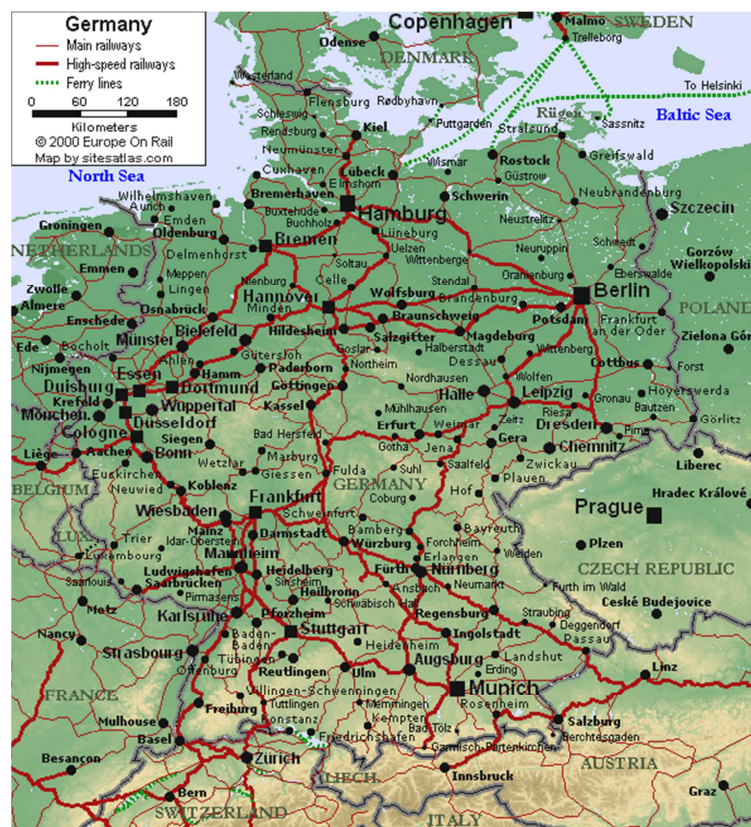 Germany
Main railways
High-speed railways
Ferry lines
0 60 120 180
Kilometers
© 2000 Europe On Rail
Map by sitesatlas.com
Copenhagen
Malmo
SWEDEN
Trelleborg
Odense
DENMARK
Westerland
Flensburg
Rødbyhavn
To Helsinki
Schleswig
Puttgarden
Rügen
Sassnitz
Baltic Sea
Rendsburg
Kiel
Stralsund
Neumünster
Rostock
Greifswald
North Sea
Cuxhaven
Lübeck
Wismar
Güstrow
Elmshorn
Wilhelmshaven
Bremerhaven
Schwerin
Neubrandenburg
Aurich
Emden
Buxtehude
Hamburg
Szczecin
Groningen
Oldenburg
Buchholz
Lüneburg
Neustrelitz
NETHERLANDS
Bremen
Uelzen
Wittenberge
Neuruppin
Schwedt
Delmenhorst
Soltau
Gorzów
Wielkopolski
Emmen
Meppen
Oranienburg
Eberswalde
Zwolle
Lingen
Nienburg
Celle
Stendal
Berlin
Almere
Hannover
Wolfsburg
Brandenburg
POLAND
Osnabrück
Minden
Potsdam
Frankfurt
an der Oder
Enschede
Braunschweig
Bielefeld
Hildesheim
Salzgitter
Magdeburg
Zielona Gór
Ede
Bocholt
Münster
Gütersloh
Goslar
Halberstadt
Wittenberg
Nijmegen
Ahlen
Dessau
Cottbus
Forst
Essen
Hamm
Paderborn
Northeim
Nordhausen
Wolfen
Duisburg
Dortmund
Göttingen
Halle
Leipzig
Hoyerswerda
Krefeld
Gronau
Mönchen.
Wüppertal
Kassel
Mühlhausen
Riesa
Bautzen
Görlitz
Düsseldorf
Erfurt
Weimar
Zeitz
Dresden
Cologne
Siegen
Bad Hersfeld
Gotha
Jena
Gera
Pirna
Chemnitz
Liège
Aachen
Bonn
Wetzlar
Marburg
Saalfeld
Zwickau
Liberec
Euskirchen
Giessen
Fulda
Suhl
Plauen
BELGIUM
Neuwied
Koblenz
GERMANY
Hof
Hradec Králové
Frankfurt
Coburg
Prague
Wiesbaden
Schweinfurt
Mainz
Darmstadt
Bamberg
Bayreuth
LUX.
Trier
Idar-Oberstein
Würzburg
Forchheim
Plzen
Luxembourg
Mannheim
Erlangen
Weiden
Ludwigshafen
Heidelberg
Fürth
Nürnberg
CZECH REPUBLIC
Saarlouis
Saarbrücken
Sinsheim
Ansbach
Neumarkt
Furth im Wald
Pirmasens
Heilbronn
Metz
Schwäbisch Hall
Ceské Budejovice
Karlsruhe
Pforzheim
Regensburg
Straubing
Nancy
Stuttgart
Ingolstadt
Deggendorf
Baden-
Baden
Heidenheim
Passau
Strasbourg
Tübingen
Landshut
Offenburg
Reutlingen
Ulm
Augsburg
Erding
Linz
FRANCE
Villingen-Schwenningen
Munich
Freiburg
Tuttlingen
Memmingen
Rosenheim
Mulhouse
Konstanz
Kempten
Salzburg
Bad Tölz
Basel
Friedrichshafen
Berchtesgaden
Garmisch-Partenkirchen
Besançon
Zürich
AUSTRIA
LIECH.
Innsbruck
Bern
Graz
SWITZERLAND
ITALY